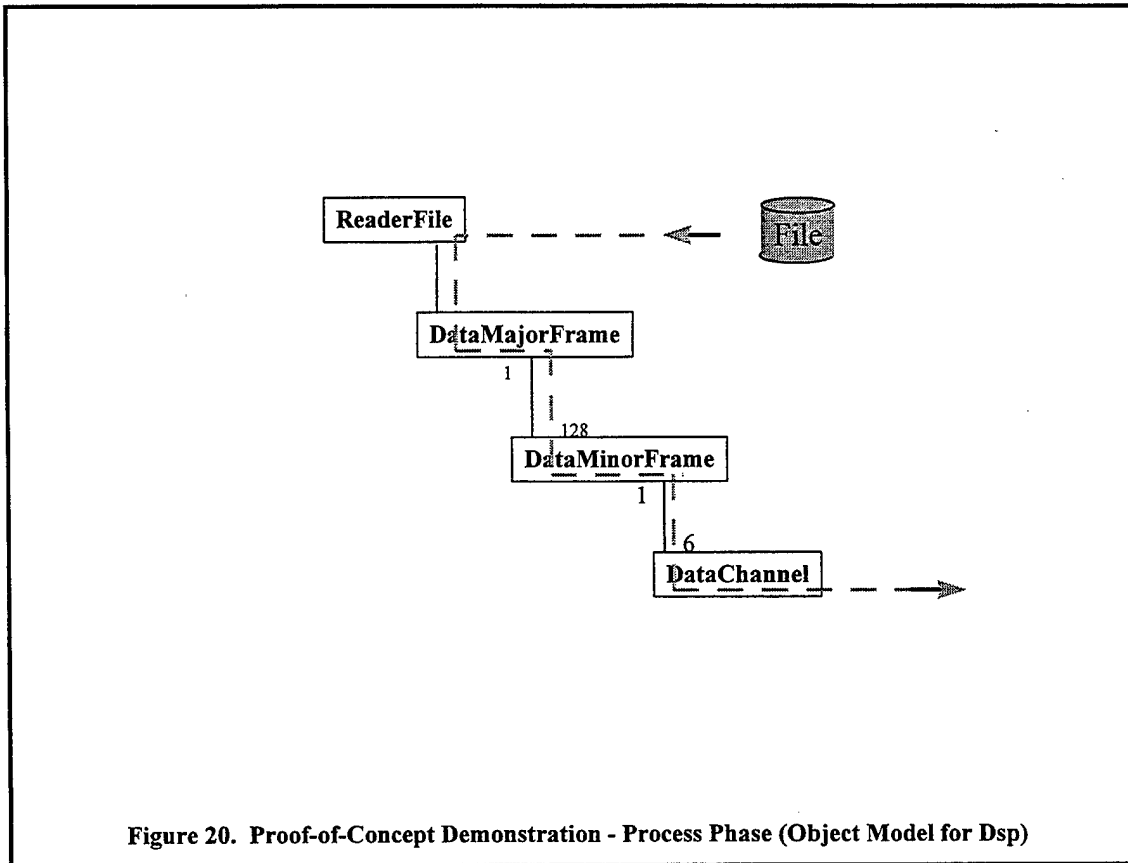 ReaderFile
File
DataMajorFrame
1
128
DataMinorFrame
1
6
DataChannel
Figure 20. Proof-of-Concept Demonstration - Process Phase (Object Model for Dsp)